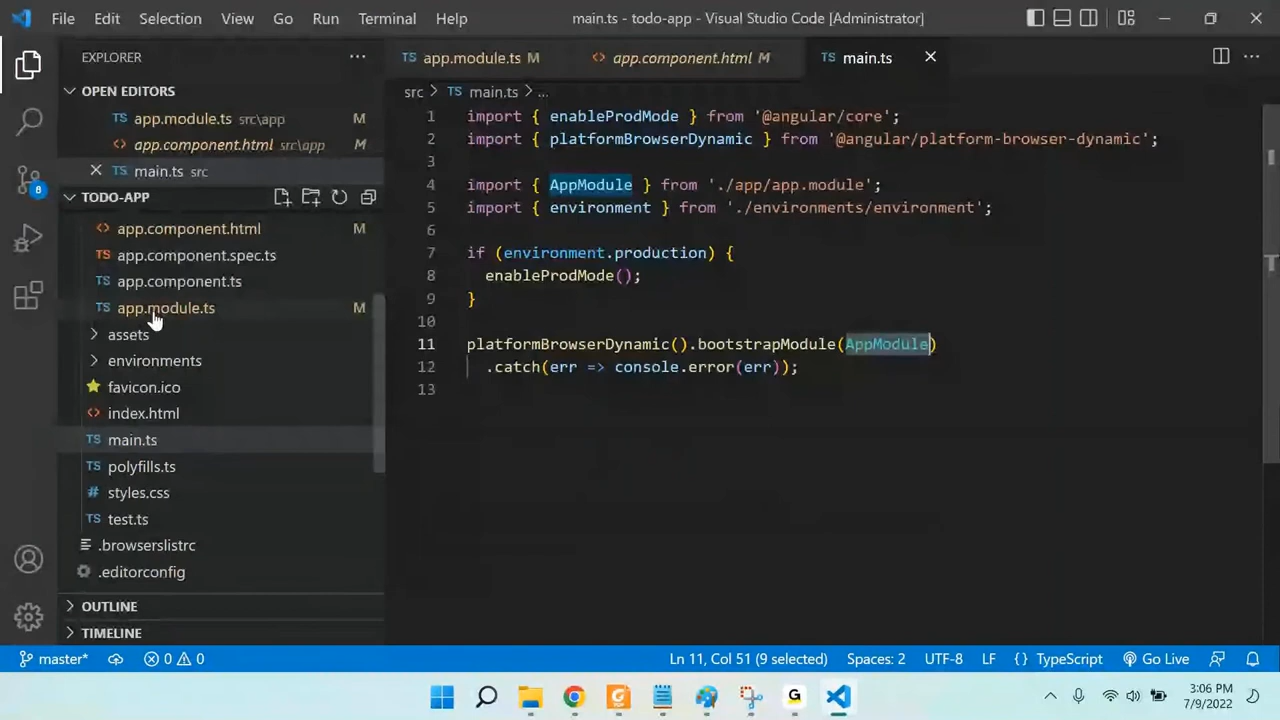 File Edit Selection View Go Run Terminal Help main.ts - todo-app - Visual Studio Code [Administrator]
EXPLORER
OPEN EDITORS
app.module.ts src\app M
app.component.html src\app M
main.ts src
TODO-APP
app.component.html M
app.component.spec.ts
app.component.ts
app.module.ts M
assets
environments
favicon.ico
index.html
main.ts
polyfills.ts
styles.css
test.ts
.browserslistrc
.editorconfig
OUTLINE
TIMELINE
8
app.module.ts M app.component.html M main.ts
src > main.ts > ...
1 import { enableProdMode } from '@angular/core';
2 import { platformBrowserDynamic } from '@angular/platform-browser-dynamic';
3
4 import { AppModule } from './app/app.module';
5 import { environment } from './environments/environment';
6
7 if (environment.production) {
8 enableProdMode();
9 }
10
11 platformBrowserDynamic().bootstrapModule(AppModule)
12 .catch(err => console.error(err));
13
master* 0 0 Ln 11, Col 51 (9 selected) Spaces: 2 UTF-8 LF {} TypeScript Go Live
3:06 PM
7/9/2022